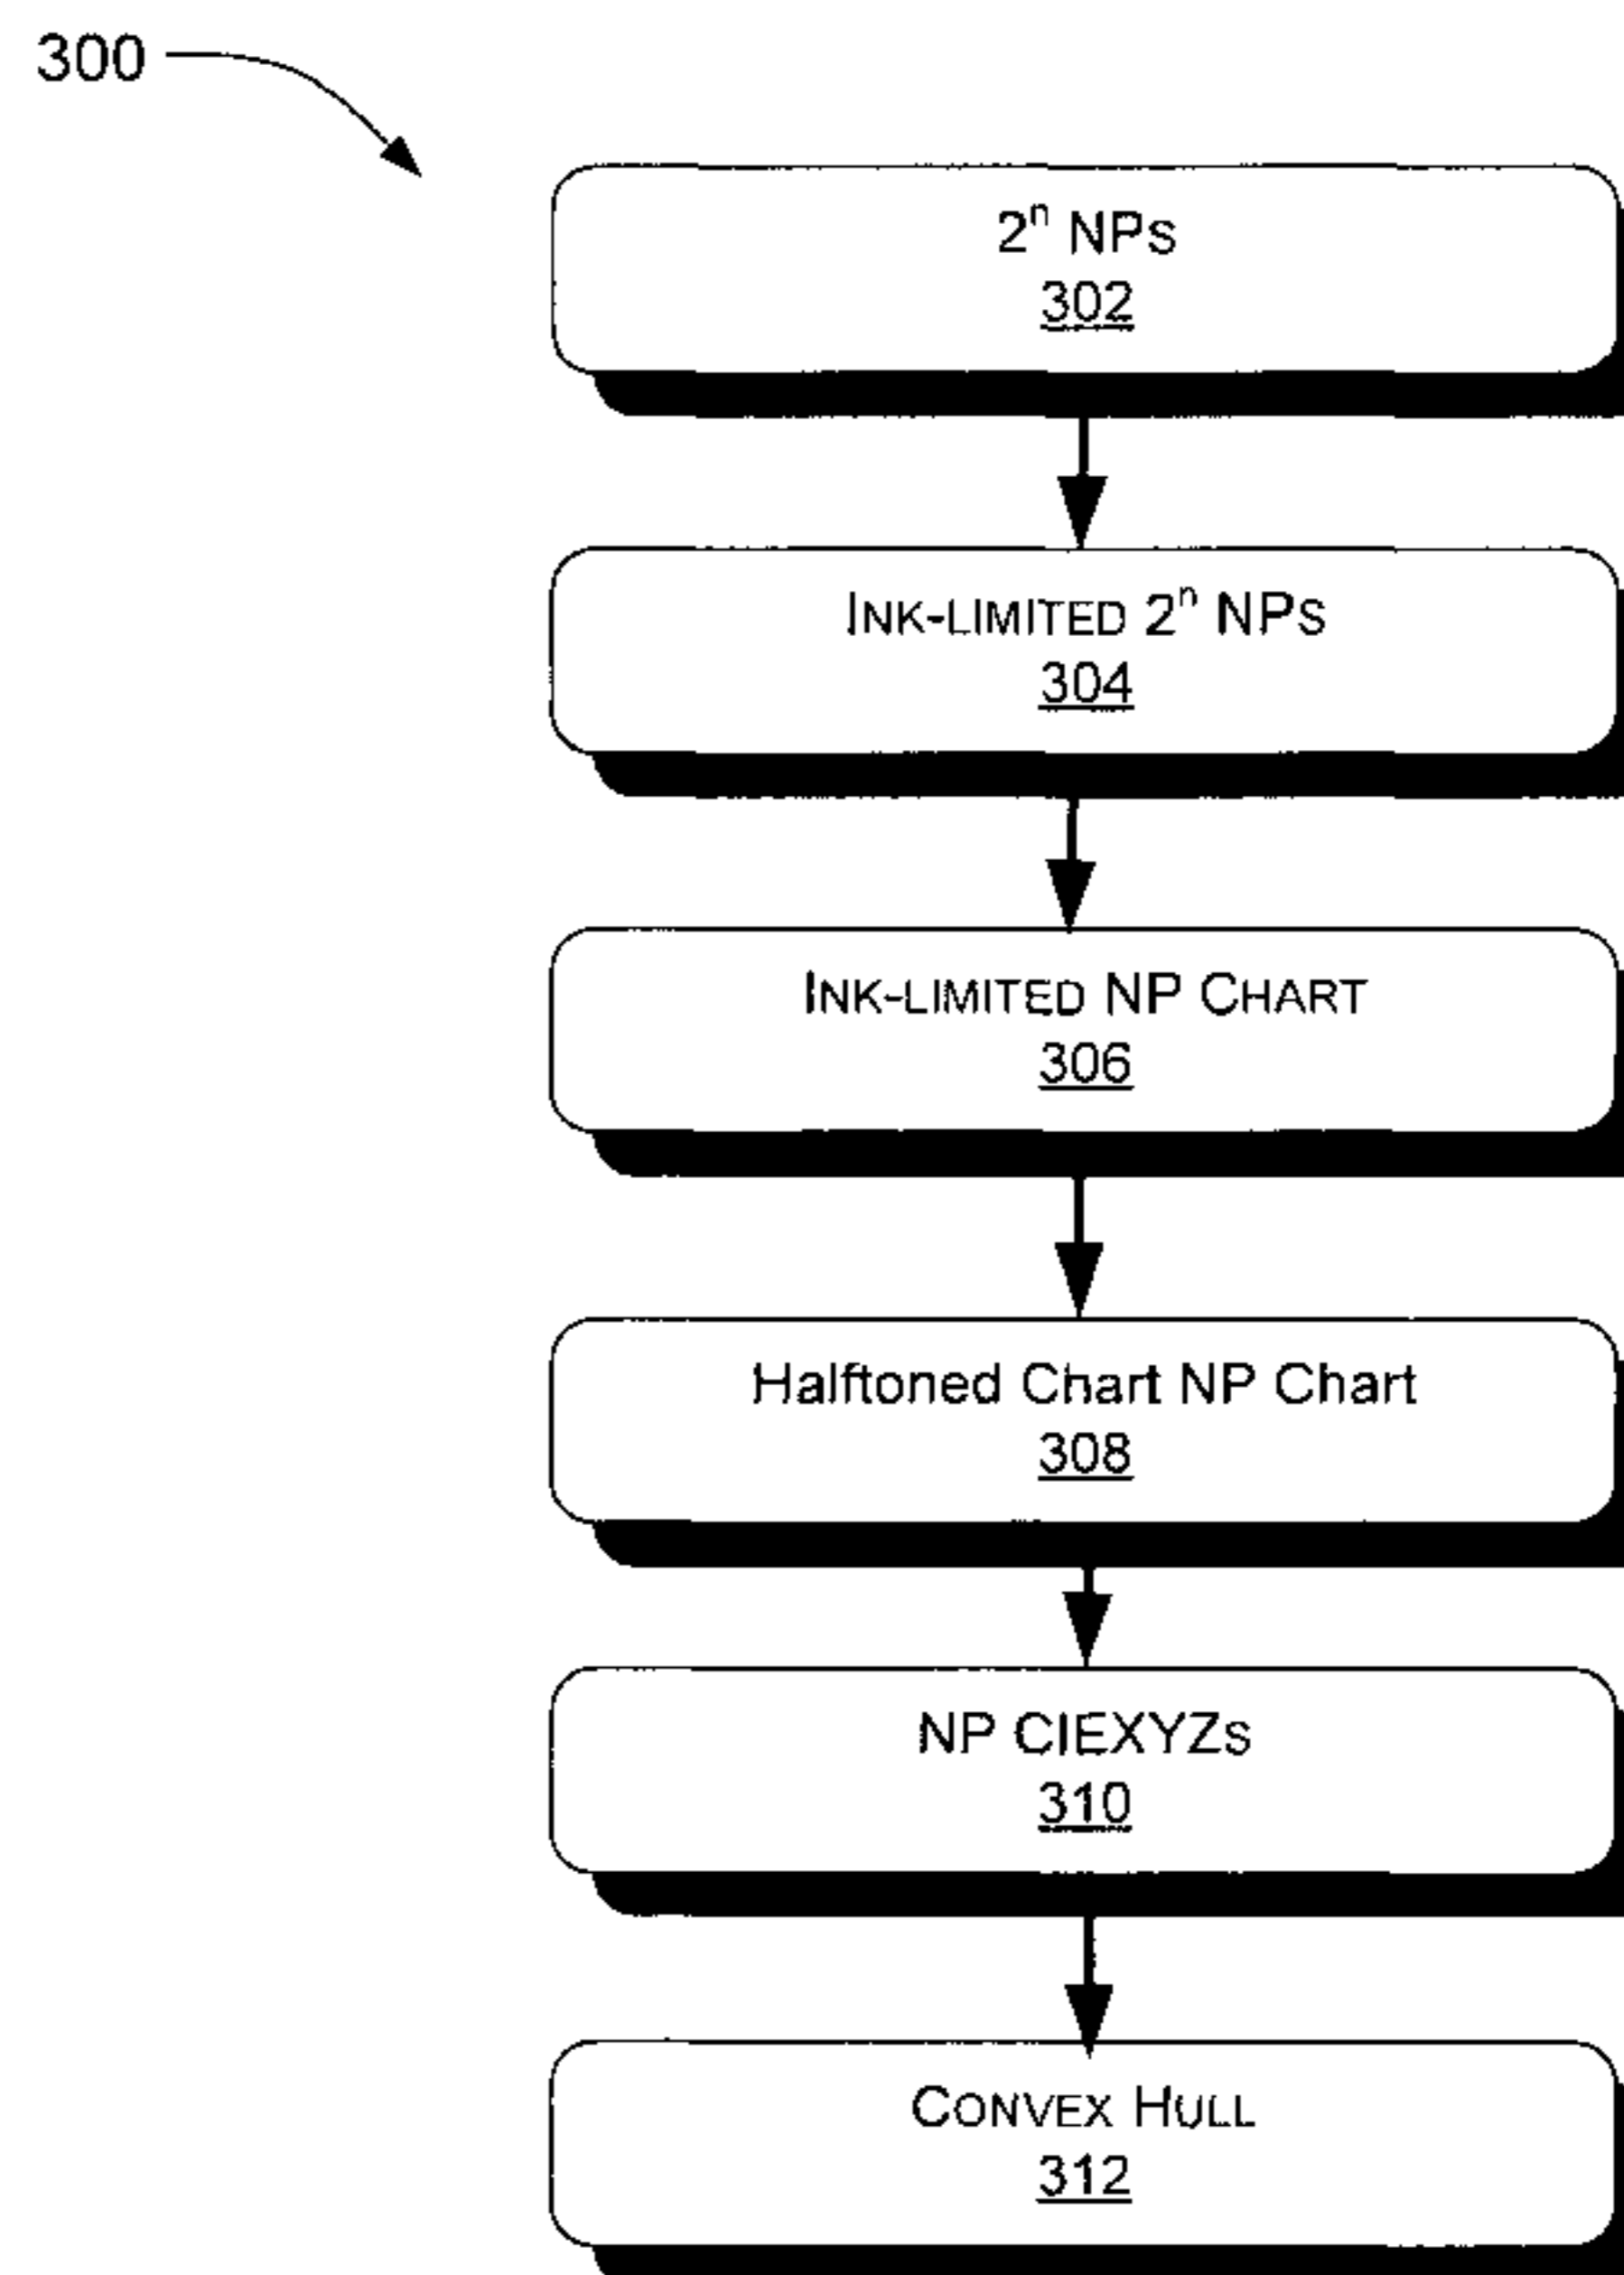 300
2ⁿ NPs
302
INK-LIMITED 2ⁿ NPs
304
INK-LIMITED NP CHART
306
Halftoned Chart NP Chart
308
NP CIEXYZs
310
CONVEX HULL
312